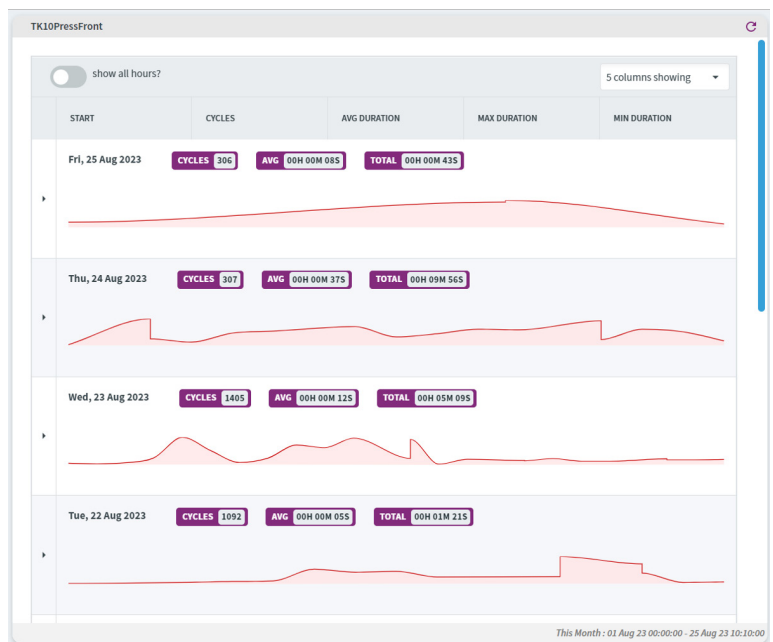 TK10PressFront
show all hours?
5 columns showing
START CYCLES AVG DURATION MAX DURATION MIN DURATION
Fri, 25 Aug 2023 CYCLES 306 AVG 00H 00M 08S TOTAL 00H 00M 43S
Thu, 24 Aug 2023 CYCLES 307 AVG 00H 00M 37S TOTAL 00H 09M 56S
Wed, 23 Aug 2023 CYCLES 1405 AVG 00H 00M 12S TOTAL 00H 05M 09S
Tue, 22 Aug 2023 CYCLES 1092 AVG 00H 00M 05S TOTAL 00H 01M 21S
This Month : 01 Aug 23 00:00:00 - 25 Aug 23 10:10:00